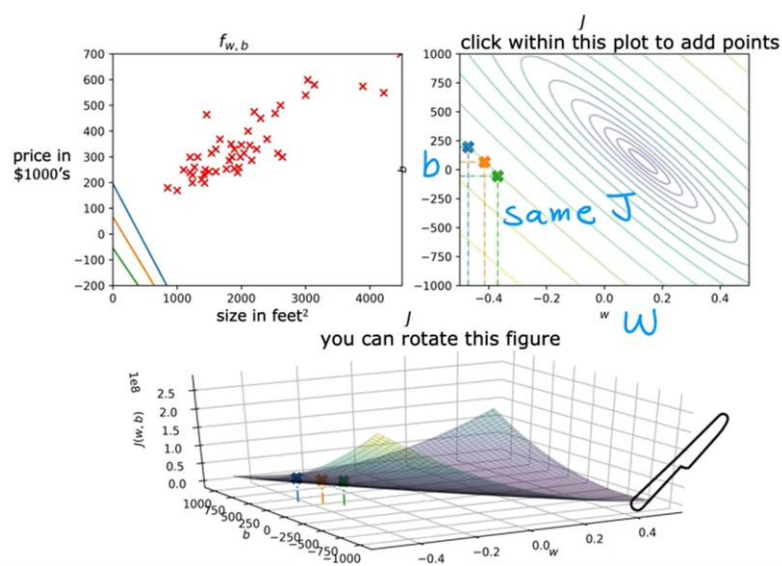 J
f w,b
click within this plot to add points
700
600
500
400
300
200
100
0
−100
−200
price in
$1000's
0
1000
2000
3000
4000
size in feet²
1000
750
500
250
0
−250
−500
−750
−1000
b
b
same J
−0.4
−0.2
0.0
0.2
0.4
w
W
J
you can rotate this figure
1e8
J(w, b)
2.5
2.0
1.5
1.0
0.5
0.0
1000
750
500
250
0
−250
−500
−750
−1000
b
−0.4
−0.2
0.0
0.2
0.4
w